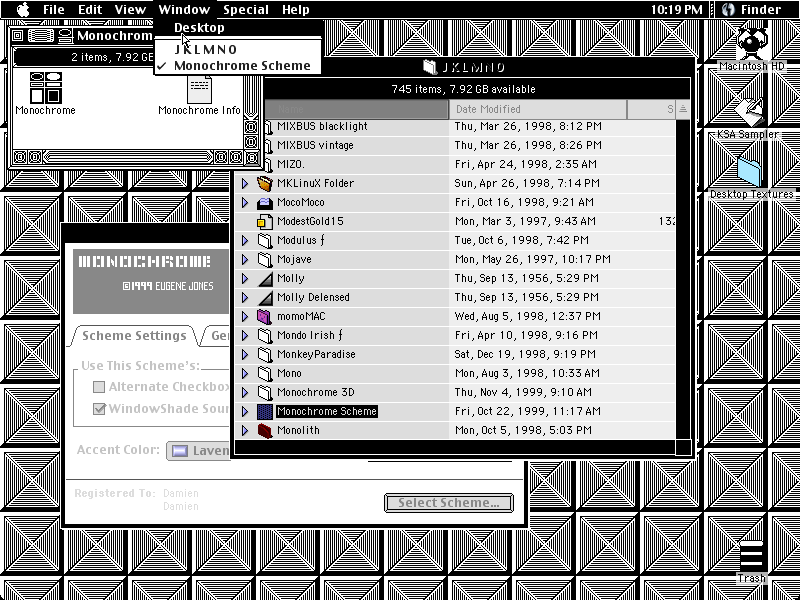 File Edit View Window Special Help 10:19 PM Finder
Desktop
J K L M N O
✓ Monochrome Scheme
Monochrom
2 items, 7.92 GE
Monochrome
Monochrome Info
J K L M N O
745 items, 7.92 GB available
Name Date Modified S
MIXBUS blacklight Thu, Mar 26, 1998, 8:12 PM
MIXBUS vintage Thu, Mar 26, 1998, 8:26 PM
MIZO. Fri, Apr 24, 1998, 2:35 AM
MKLinuX Folder Sun, Apr 26, 1998, 7:14 PM
MocoMoco Fri, Oct 16, 1998, 9:21 AM
ModestGold15 Mon, Mar 3, 1997, 9:43 AM 132
Modulus ƒ Tue, Oct 6, 1998, 7:42 PM
Mojave Mon, May 26, 1997, 10:17 PM
Molly Thu, Sep 13, 1956, 5:29 PM
Molly Delensed Thu, Sep 13, 1956, 5:29 PM
momoMAC Wed, Aug 5, 1998, 12:37 PM
Mondo Irish ƒ Fri, Apr 10, 1998, 9:16 PM
MonkeyParadise Sat, Dec 19, 1998, 9:19 PM
Mono Mon, Aug 3, 1998, 10:33 AM
Monochrome 3D Thu, Nov 4, 1999, 9:10 AM
Monochrome Scheme Fri, Oct 22, 1999, 11:17 AM
Monolith Mon, Oct 5, 1998, 5:03 PM
MONOCHROME
©1999 EUGENE JONES
Scheme Settings Ge
Use This Scheme's:
Alternate Checkbo
WindowShade Sour
Accent Color: Laven
Registered To: Damien
Damien
Select Scheme...
Macintosh HD
KSA Sampler
Desktop Textures
Trash